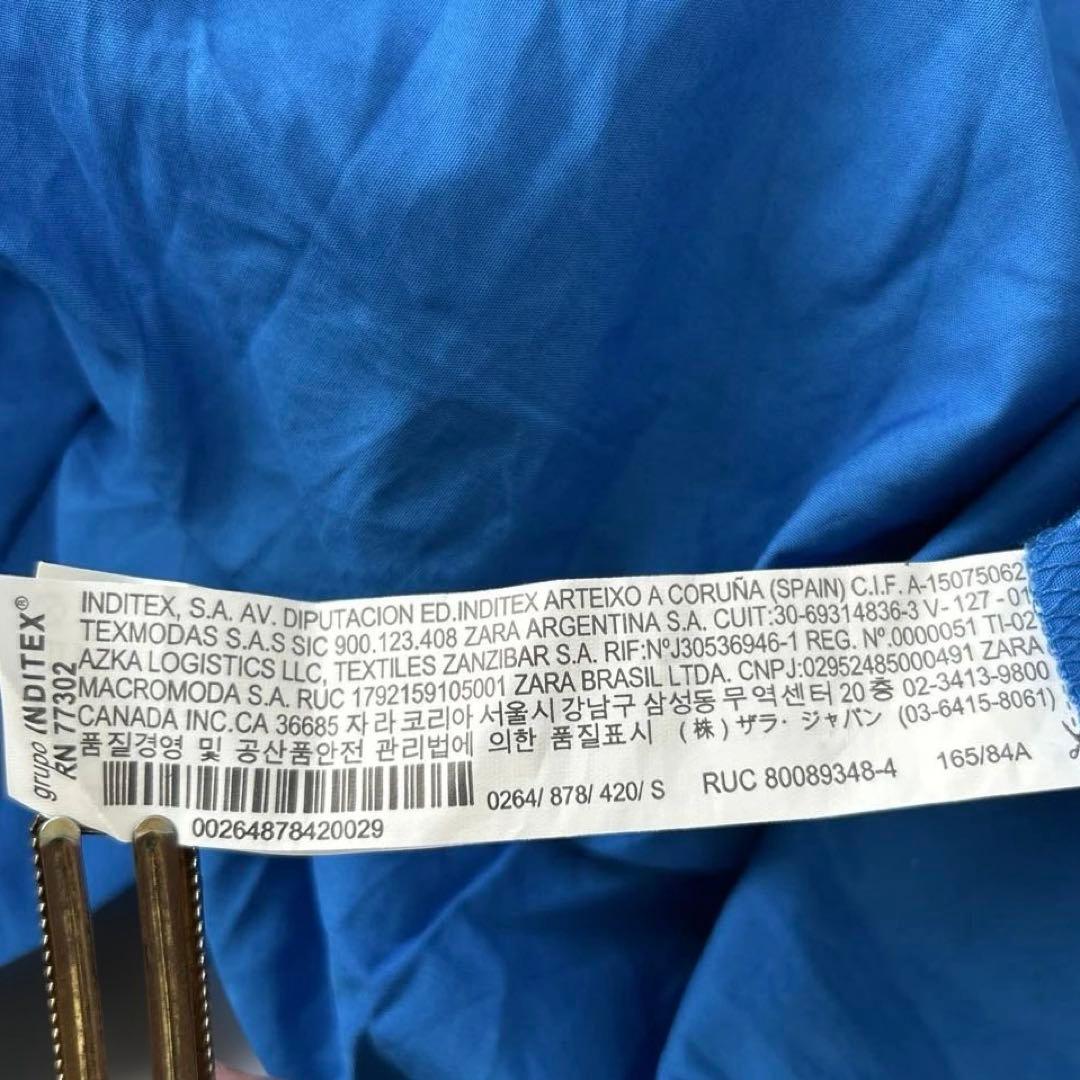 grupo INDITEX®
RN 77302
INDITEX, S.A. AV. DIPUTACION ED.INDITEX ARTEIXO A CORUÑA (SPAIN) C.I.F. A-15075062
TEXMODAS S.A.S SIC 900.123.408 ZARA ARGENTINA S.A. CUIT:30-69314836-3 V- 127 -01
AZKA LOGISTICS LLC, TEXTILES ZANZIBAR S.A. RIF:NºJ30536946-1 REG. Nº.0000051 TI-02
MACROMODA S.A. RUC 1792159105001 ZARA BRASIL LTDA. CNPJ:02952485000491 ZARA
CANADA INC.CA 36685 자라코리아 서울시 강남구 삼성동 무역센터 20층 02-3413-9800
품질경영 및 공산품안전 관리법에 의한 품질표시 (株) ザラ・ジャパン (03-6415-8061)
0264/ 878/ 420/ S RUC 80089348-4 165/84A
00264878420029